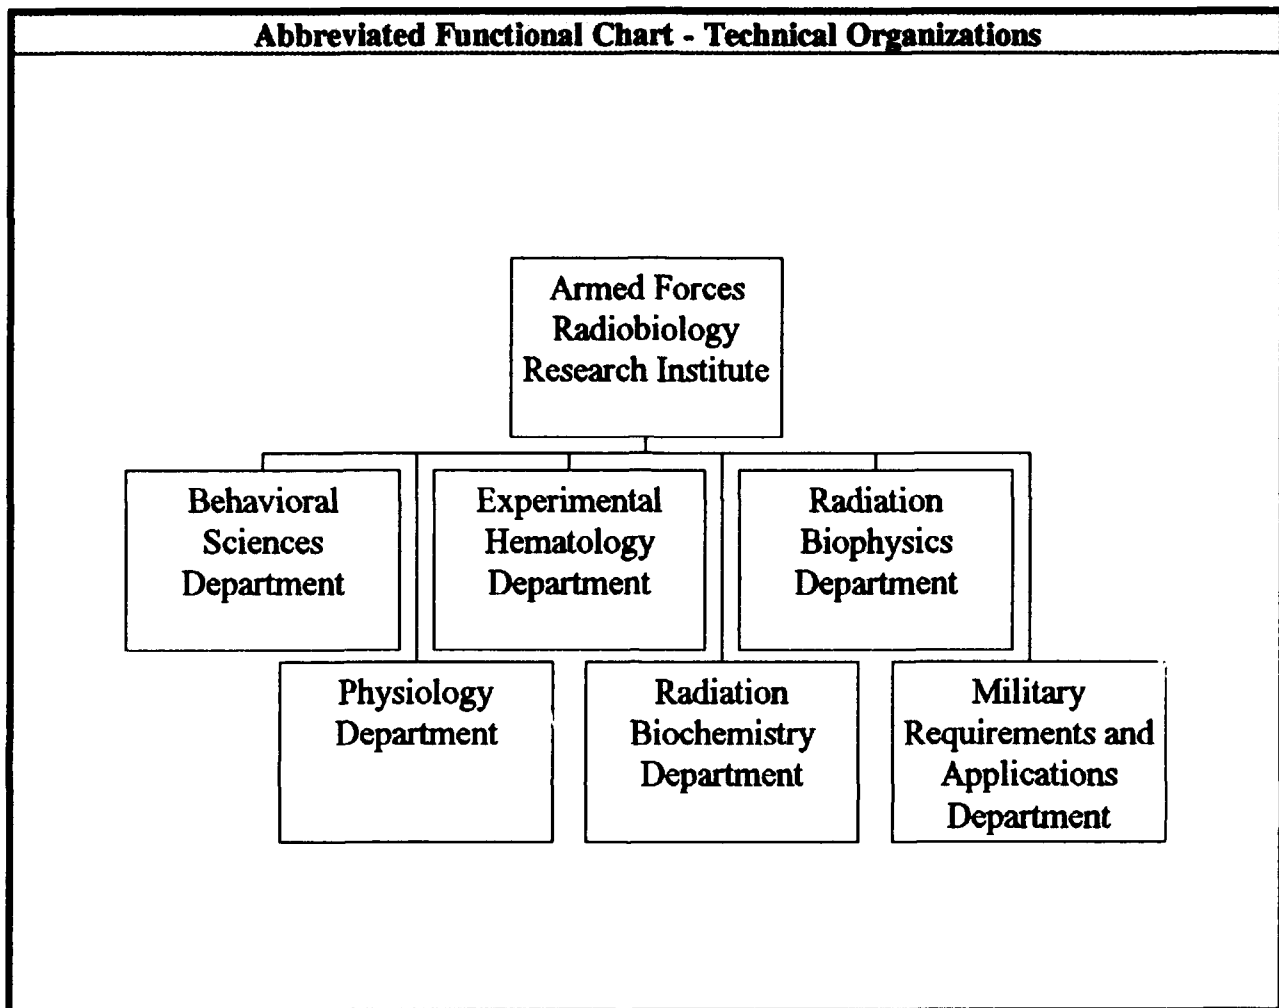 Abbreviated Functional Chart - Technical Organizations
Armed Forces
Radiobiology
Research Institute
Behavioral
Sciences
Department
Experimental
Hematology
Department
Radiation
Biophysics
Department
Physiology
Department
Radiation
Biochemistry
Department
Military
Requirements and
Applications
Department